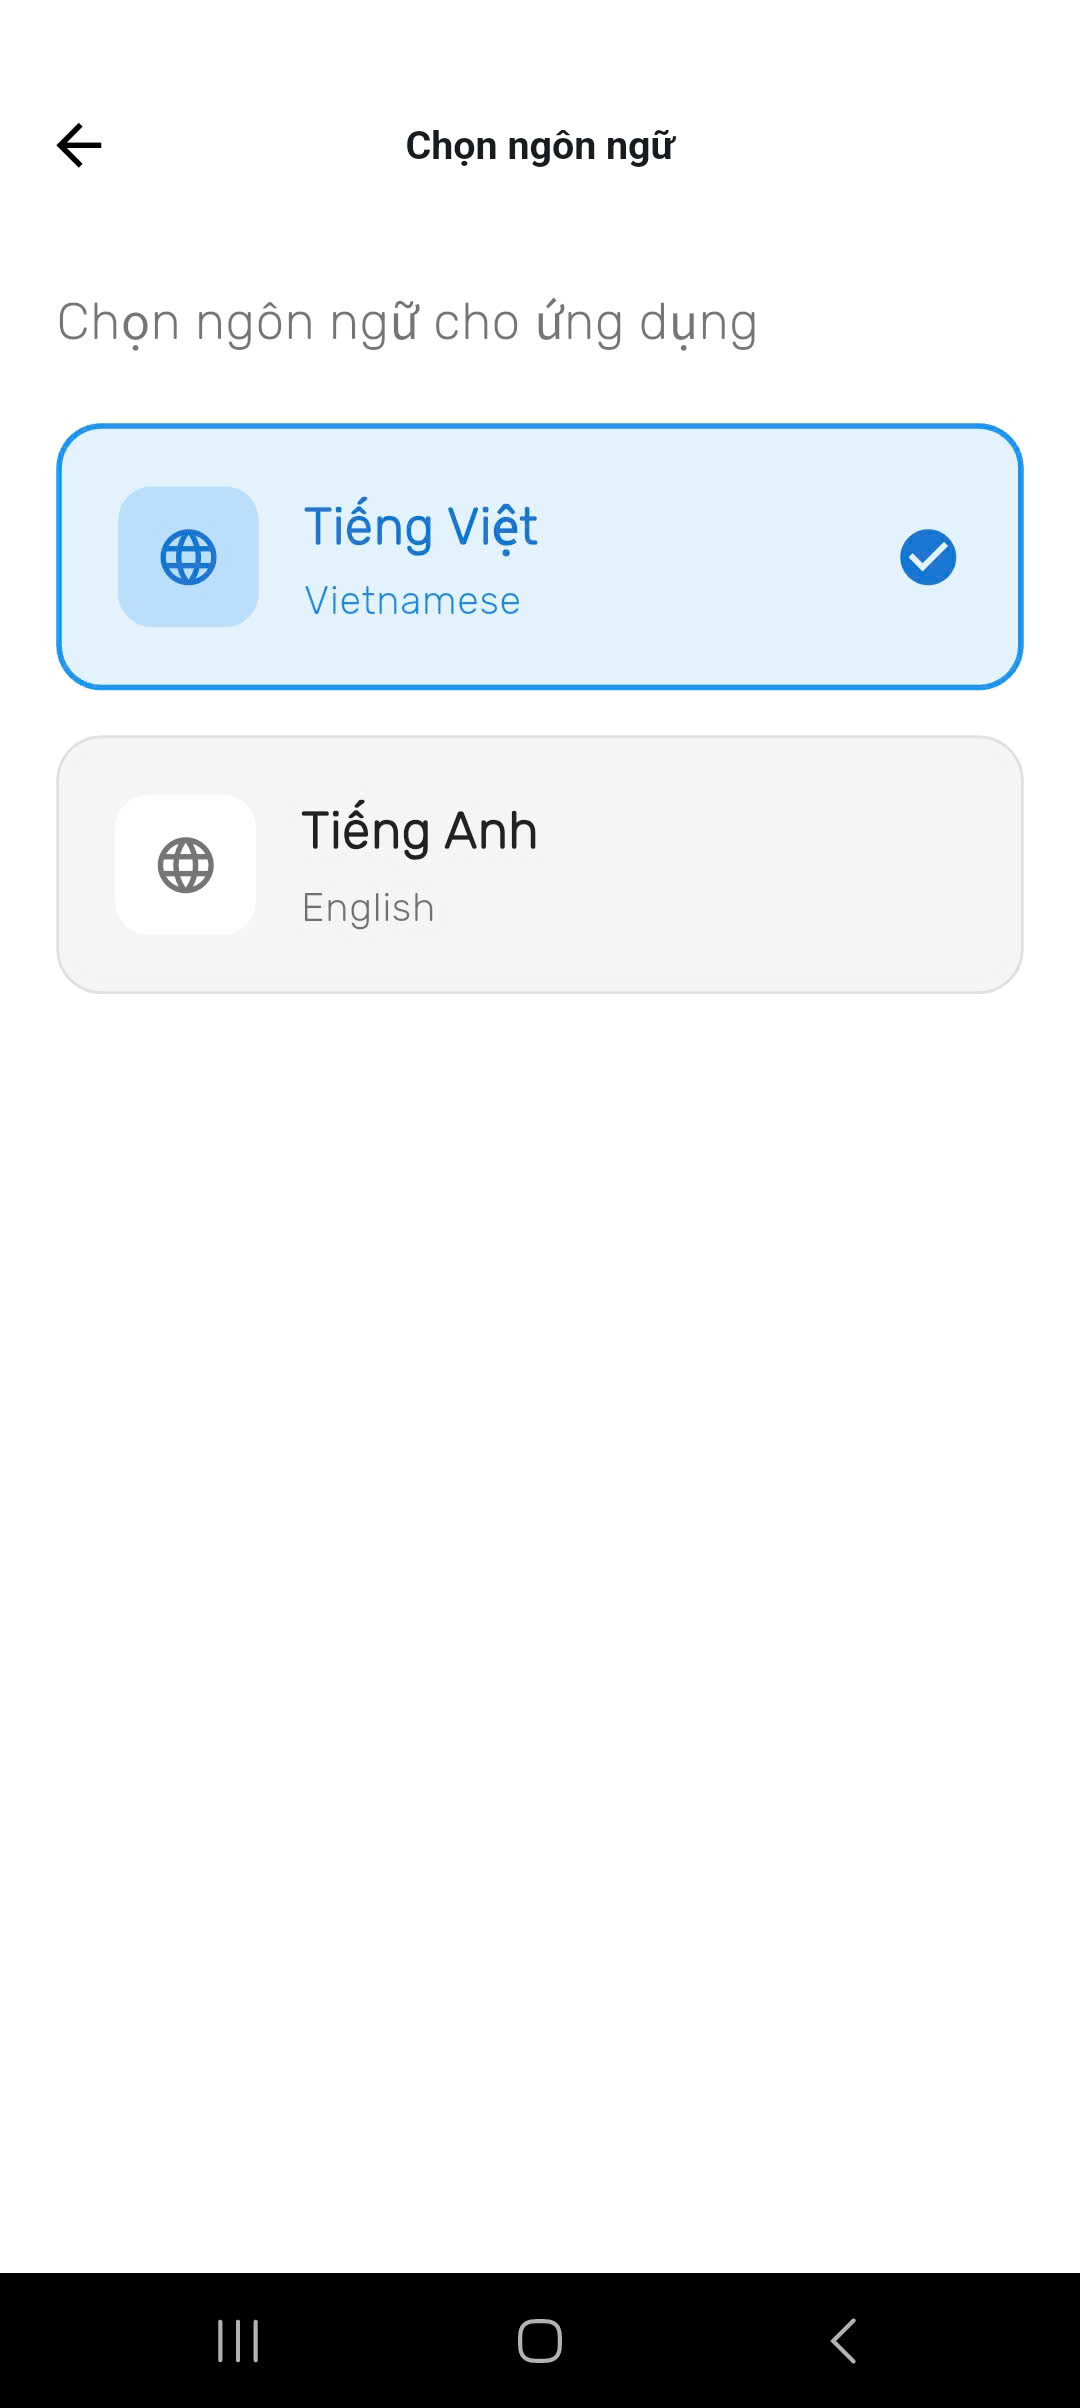 Chọn ngôn ngữ
Chọn ngôn ngữ cho ứng dụng
Tiếng Việt
Vietnamese
Tiếng Anh
English